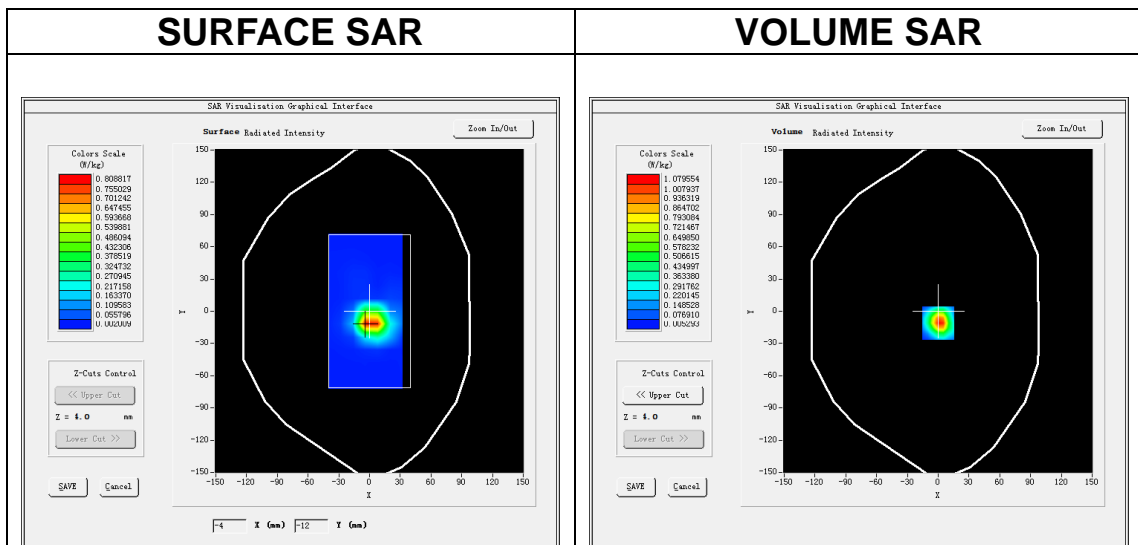 SURFACE SAR
VOLUME SAR
SAR Visualisation Graphical Interface
Surface Radiated Intensity
Zoom In/Out
Colors Scale
(W/kg)
0.808817
0.755029
0.701242
0.647455
0.593668
0.539881
0.486094
0.432306
0.378519
0.324732
0.270945
0.217158
0.163370
0.109583
0.055796
0.002009
150
120
90
60
30
0
-30
-60
-90
-120
-150
Y
-150 -120 -90 -60 -30 0 30 60 90 120 150
X
Z-Cuts Control
<< Upper Cut
Z = 4.0 mm
Lower Cut >>
SAVE Cancel
-4 X (mm) -12 Y (mm)
SAR Visualisation Graphical Interface
Volume Radiated Intensity
Zoom In/Out
Colors Scale
(W/kg)
1.079554
1.007937
0.936319
0.864702
0.793084
0.721467
0.649850
0.578232
0.506615
0.434997
0.363380
0.291762
0.220145
0.148528
0.076910
0.005293
150
120
90
60
30
0
-30
-60
-90
-120
-150
Y
-150 -120 -90 -60 -30 0 30 60 90 120 150
X
Z-Cuts Control
<< Upper Cut
Z = 4.0 mm
Lower Cut >>
SAVE Cancel